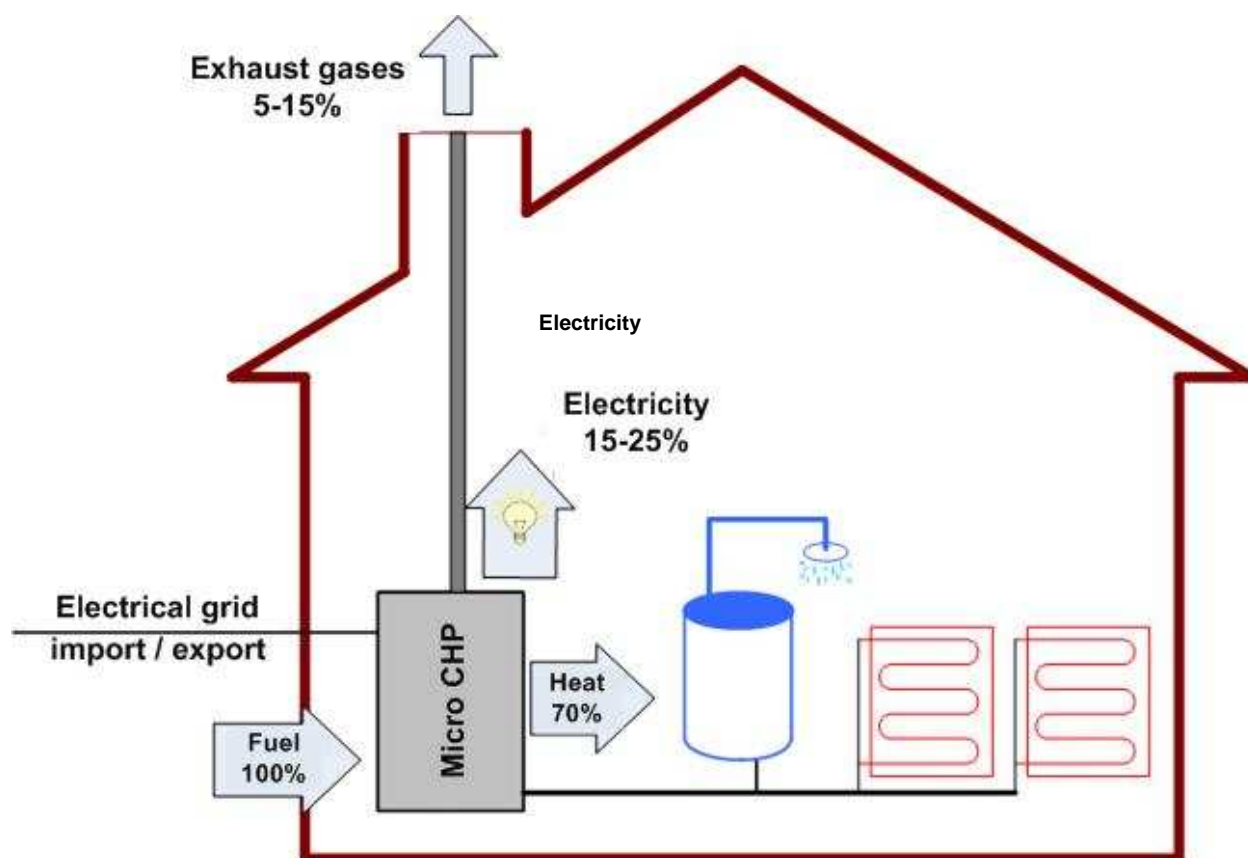 Exhaust gases
5-15%
Electricity
Electricity
15-25%
Electrical grid
import / export
Micro CHP
Heat
70%
Fuel
100%